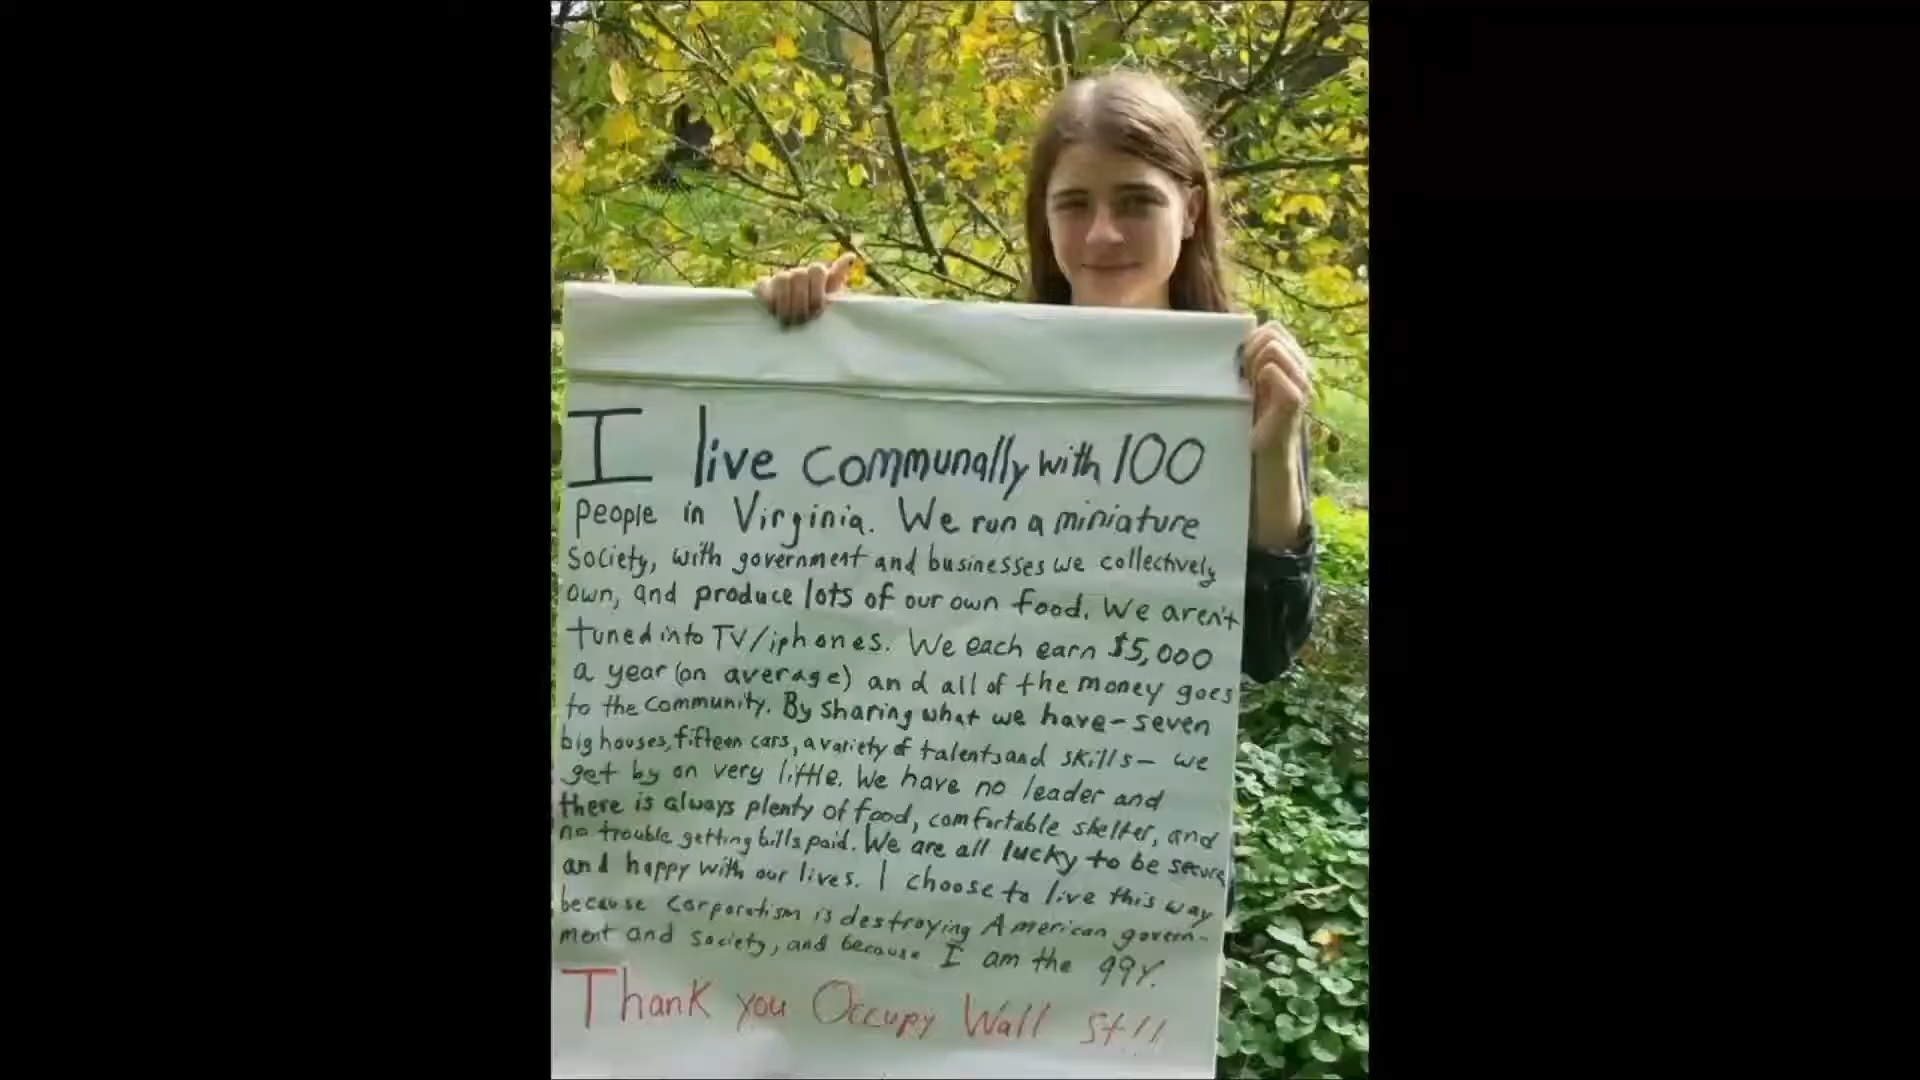 I live communally with 100
people in Virginia. We run a miniature
society, with government and businesses we collectively
own, and produce lots of our own food. We aren't
tuned into TV/iphones. We each earn $5,000
a year (on average) and all of the money goes
to the community. By sharing what we have - seven
big houses, fifteen cars, a variety of talents and skills - we
get by on very little. We have no leader and
there is always plenty of food, comfortable shelter, and
no trouble getting bills paid. We are all lucky to be secure
and happy with our lives. I choose to live this way
because corporatism is destroying American govern-
ment and society, and because I am the 99%.
Thank you Occupy Wall St!!